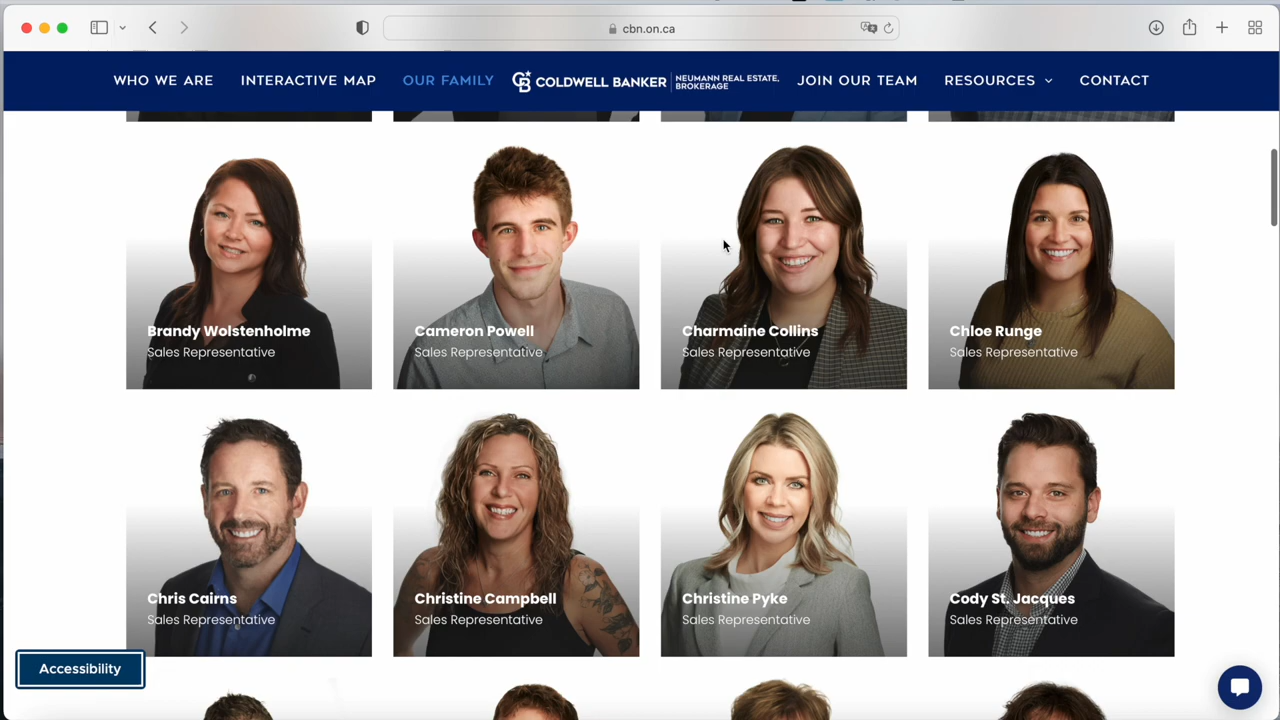 cbn.on.ca
WHO WE ARE
INTERACTIVE MAP
OUR FAMILY
COLDWELL BANKER
NEUMANN REAL ESTATE,
BROKERAGE
JOIN OUR TEAM
RESOURCES
CONTACT
Brandy Wolstenholme
Sales Representative
Cameron Powell
Sales Representative
Charmaine Collins
Sales Representative
Chloe Runge
Sales Representative
Chris Cairns
Sales Representative
Christine Campbell
Sales Representative
Christine Pyke
Sales Representative
Cody St. Jacques
Sales Representative
Accessibility